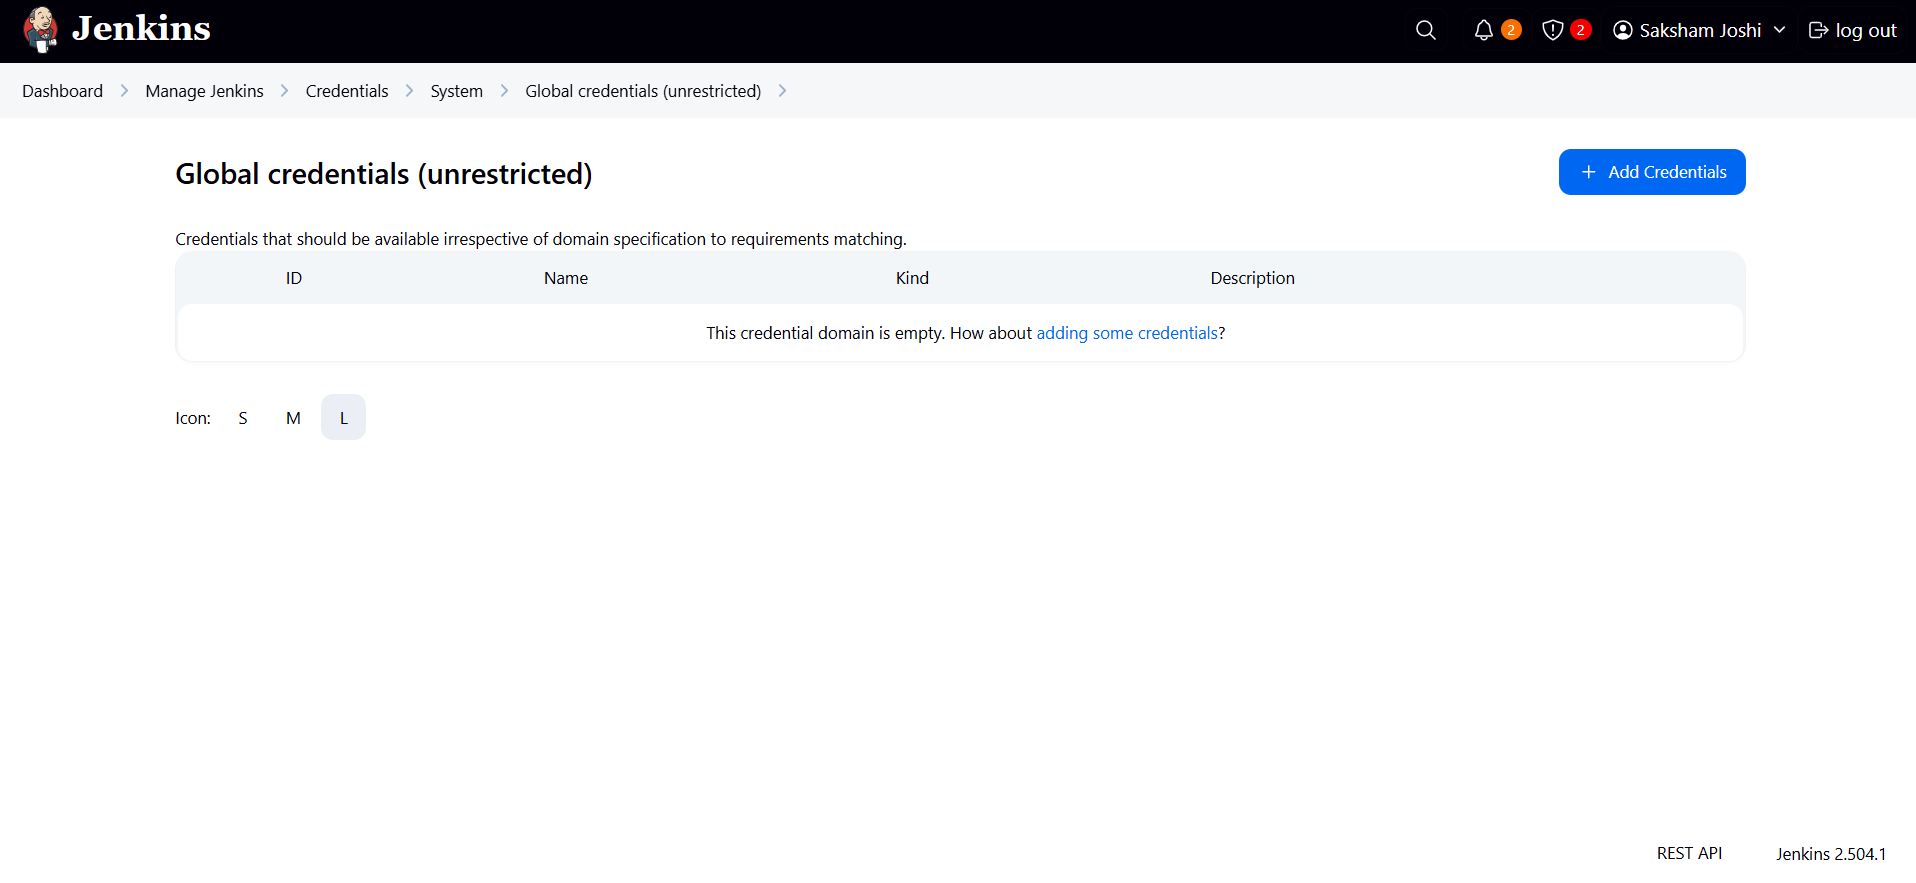 Jenkins
2
2
Saksham Joshi
log out
Dashboard
Manage Jenkins
Credentials
System
Global credentials (unrestricted)
Global credentials (unrestricted)
+ Add Credentials
Credentials that should be available irrespective of domain specification to requirements matching.
ID Name Kind Description
This credential domain is empty. How about adding some credentials?
Icon: S M L
REST API Jenkins 2.504.1